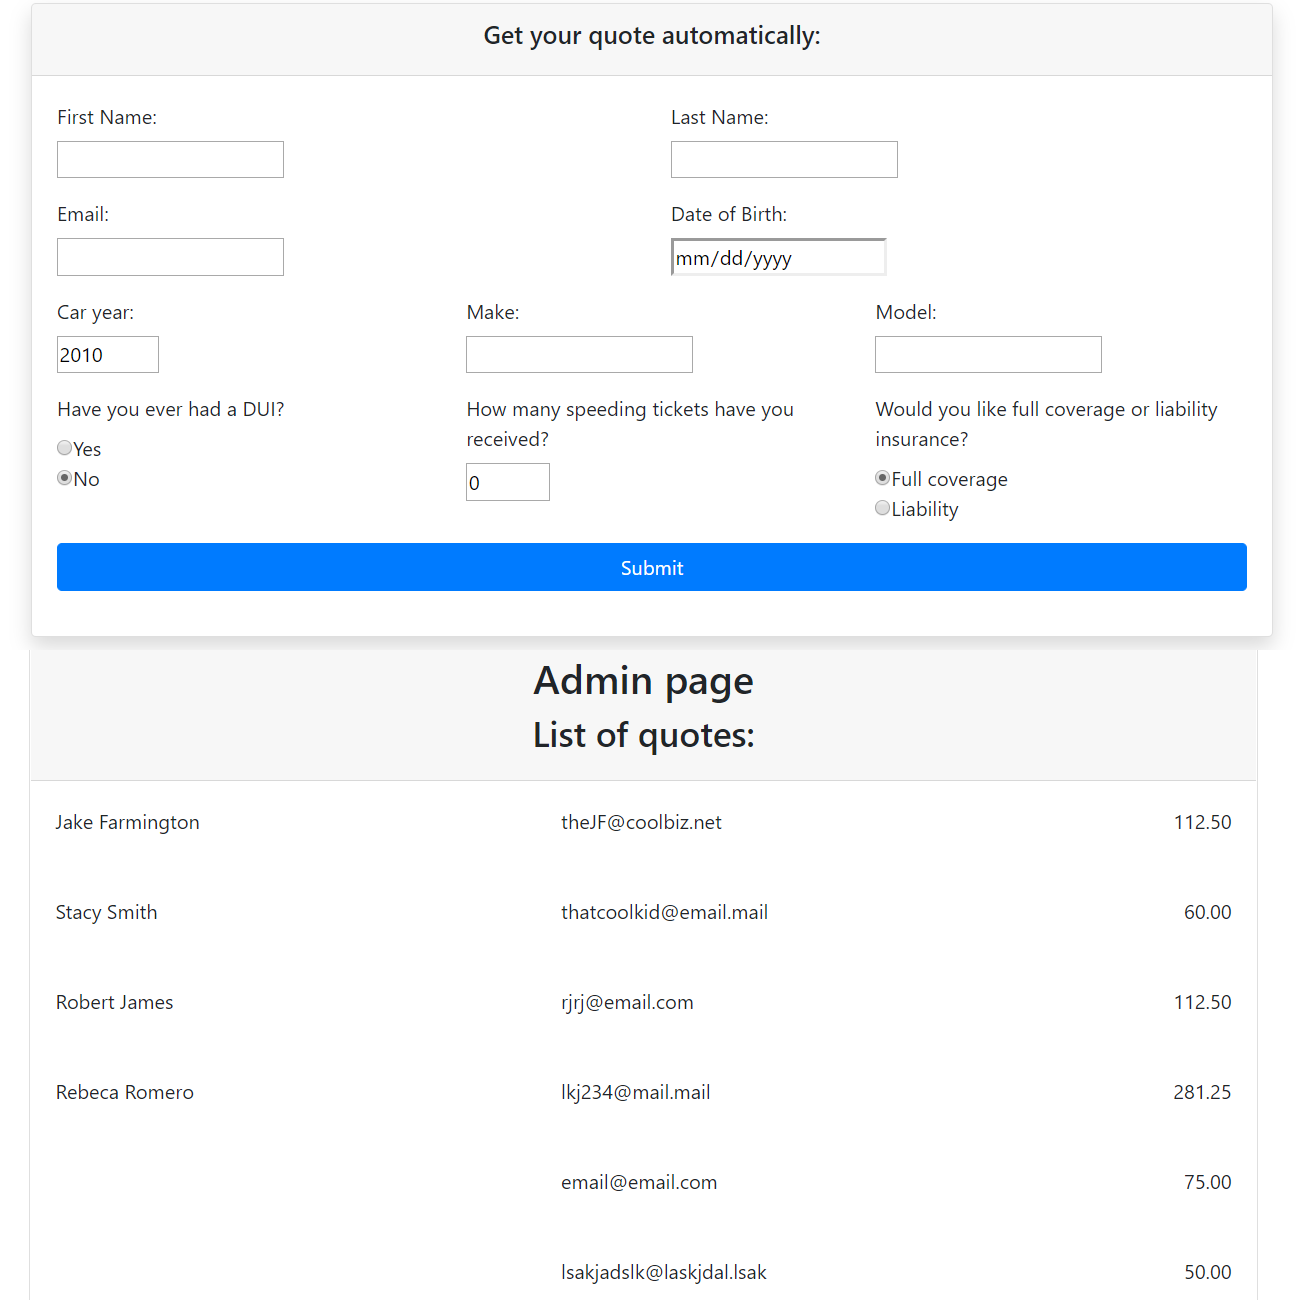 Get your quote automatically:
First Name: Last Name:
Email: Date of Birth:
mm/dd/yyyy
Car year: Make: Model:
2010
Have you ever had a DUI?
Yes
No
How many speeding tickets have you
received?
0
Would you like full coverage or liability
insurance?
Full coverage
Liability
Submit
Admin page
List of quotes:
Jake Farmington theJF@coolbiz.net 112.50
Stacy Smith thatcoolkid@email.mail 60.00
Robert James rjrj@email.com 112.50
Rebeca Romero lkj234@mail.mail 281.25
email@email.com 75.00
lsakjadslk@laskjdal.lsak 50.00